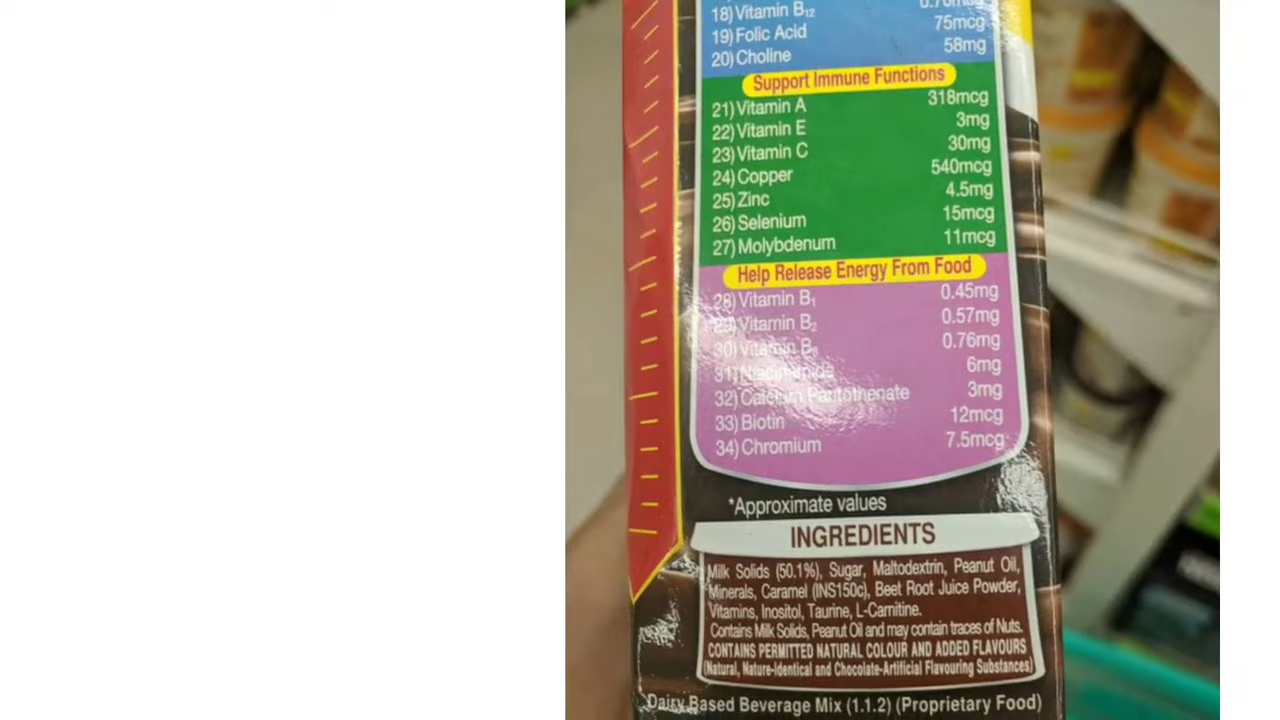 18) Vitamin B12 0.76mcg
19) Folic Acid 75mcg
20) Choline 58mg
Support Immune Functions
21) Vitamin A 318mcg
22) Vitamin E 3mg
23) Vitamin C 30mg
24) Copper 540mcg
25) Zinc 4.5mg
26) Selenium 15mcg
27) Molybdenum 11mcg
Help Release Energy From Food
28) Vitamin B1 0.45mg
29) Vitamin B2 0.57mg
30) Vitamin B6 0.76mg
31) Niacinamide 6mg
32) Calcium Pantothenate 3mg
33) Biotin 12mcg
34) Chromium 7.5mcg
*Approximate values
INGREDIENTS
Milk Solids (50.1%), Sugar, Maltodextrin, Peanut Oil,
Minerals, Caramel (INS150c), Beet Root Juice Powder,
Vitamins, Inositol, Taurine, L-Carnitine.
Contains Milk Solids, Peanut Oil and may contain traces of Nuts.
CONTAINS PERMITTED NATURAL COLOUR AND ADDED FLAVOURS
(Natural, Nature-Identical and Chocolate-Artificial Flavouring Substances)
Dairy Based Beverage Mix (1.1.2) (Proprietary Food)